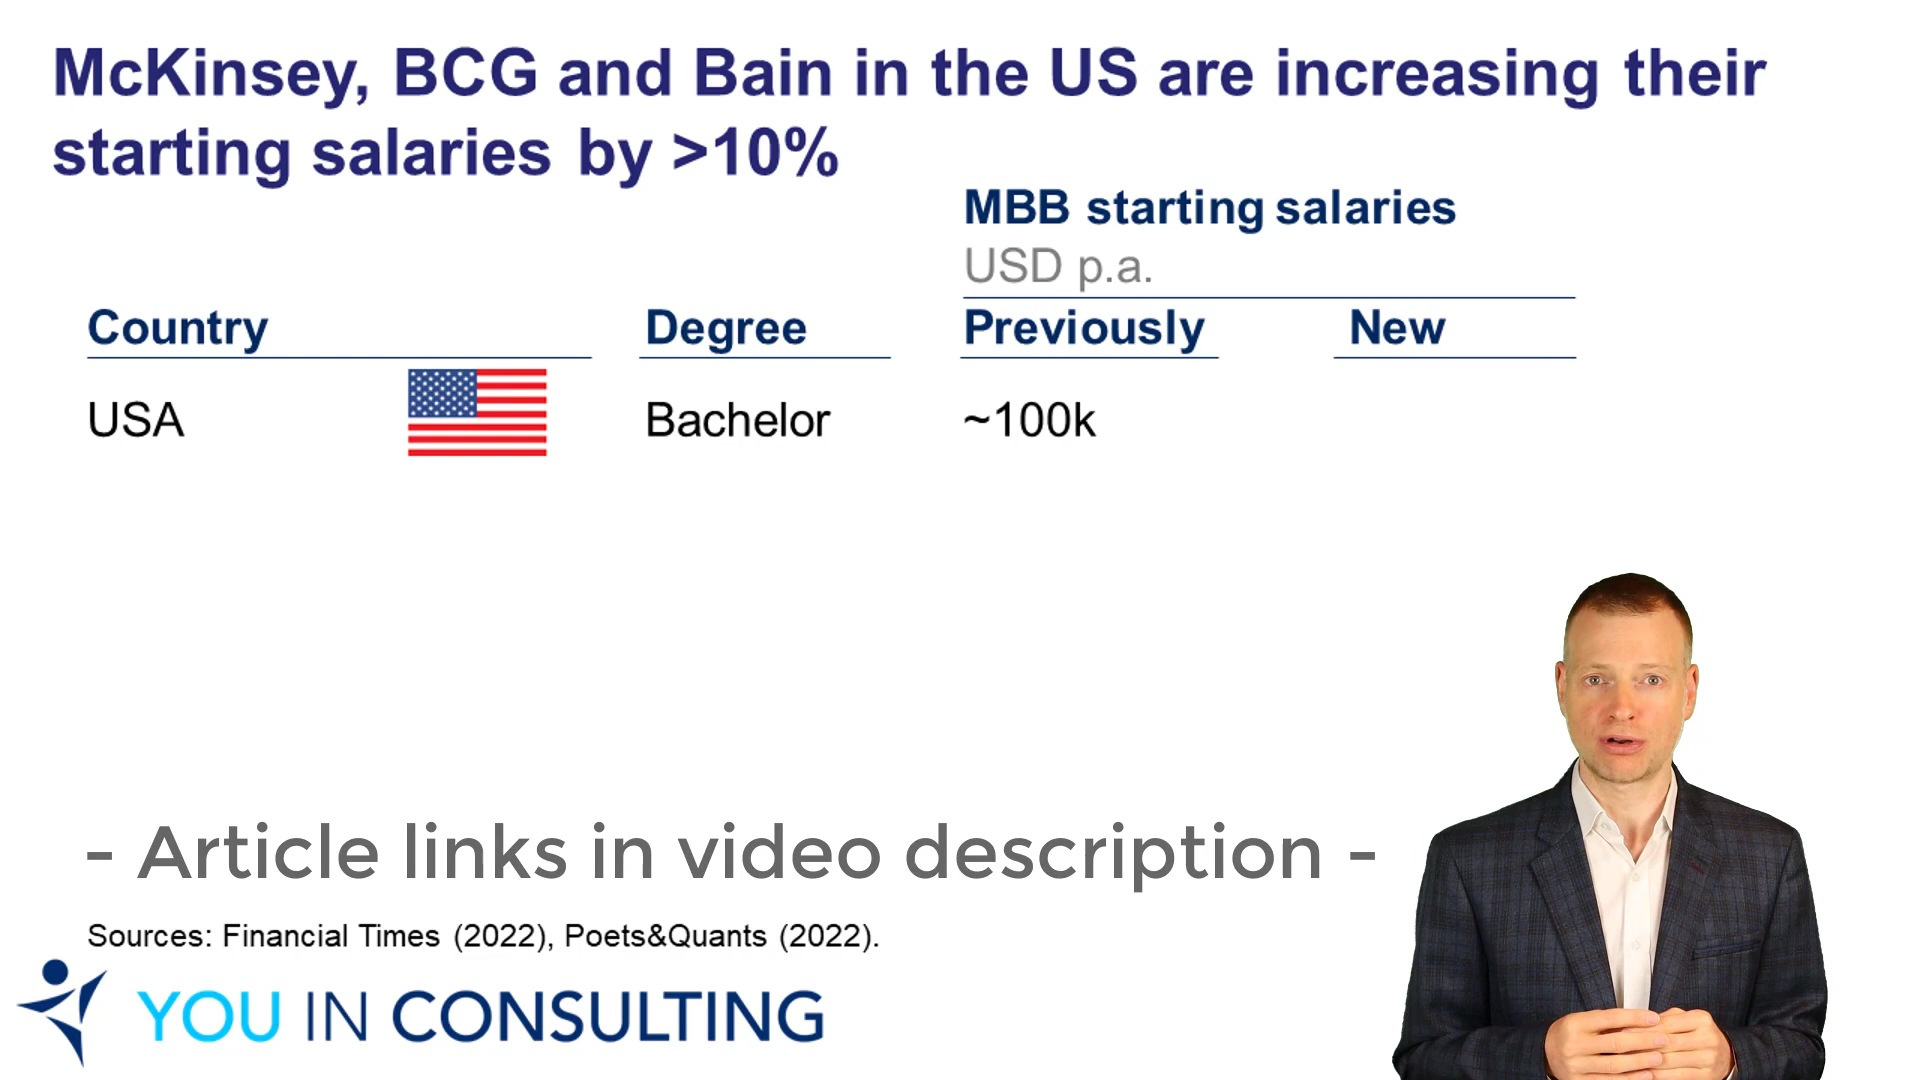 McKinsey, BCG and Bain in the US are increasing their
starting salaries by >10%
MBB starting salaries
USD p.a.
Country Degree Previously New
USA Bachelor ~100k
- Article links in video description -
Sources: Financial Times (2022), Poets&Quants (2022).
YOU IN CONSULTING